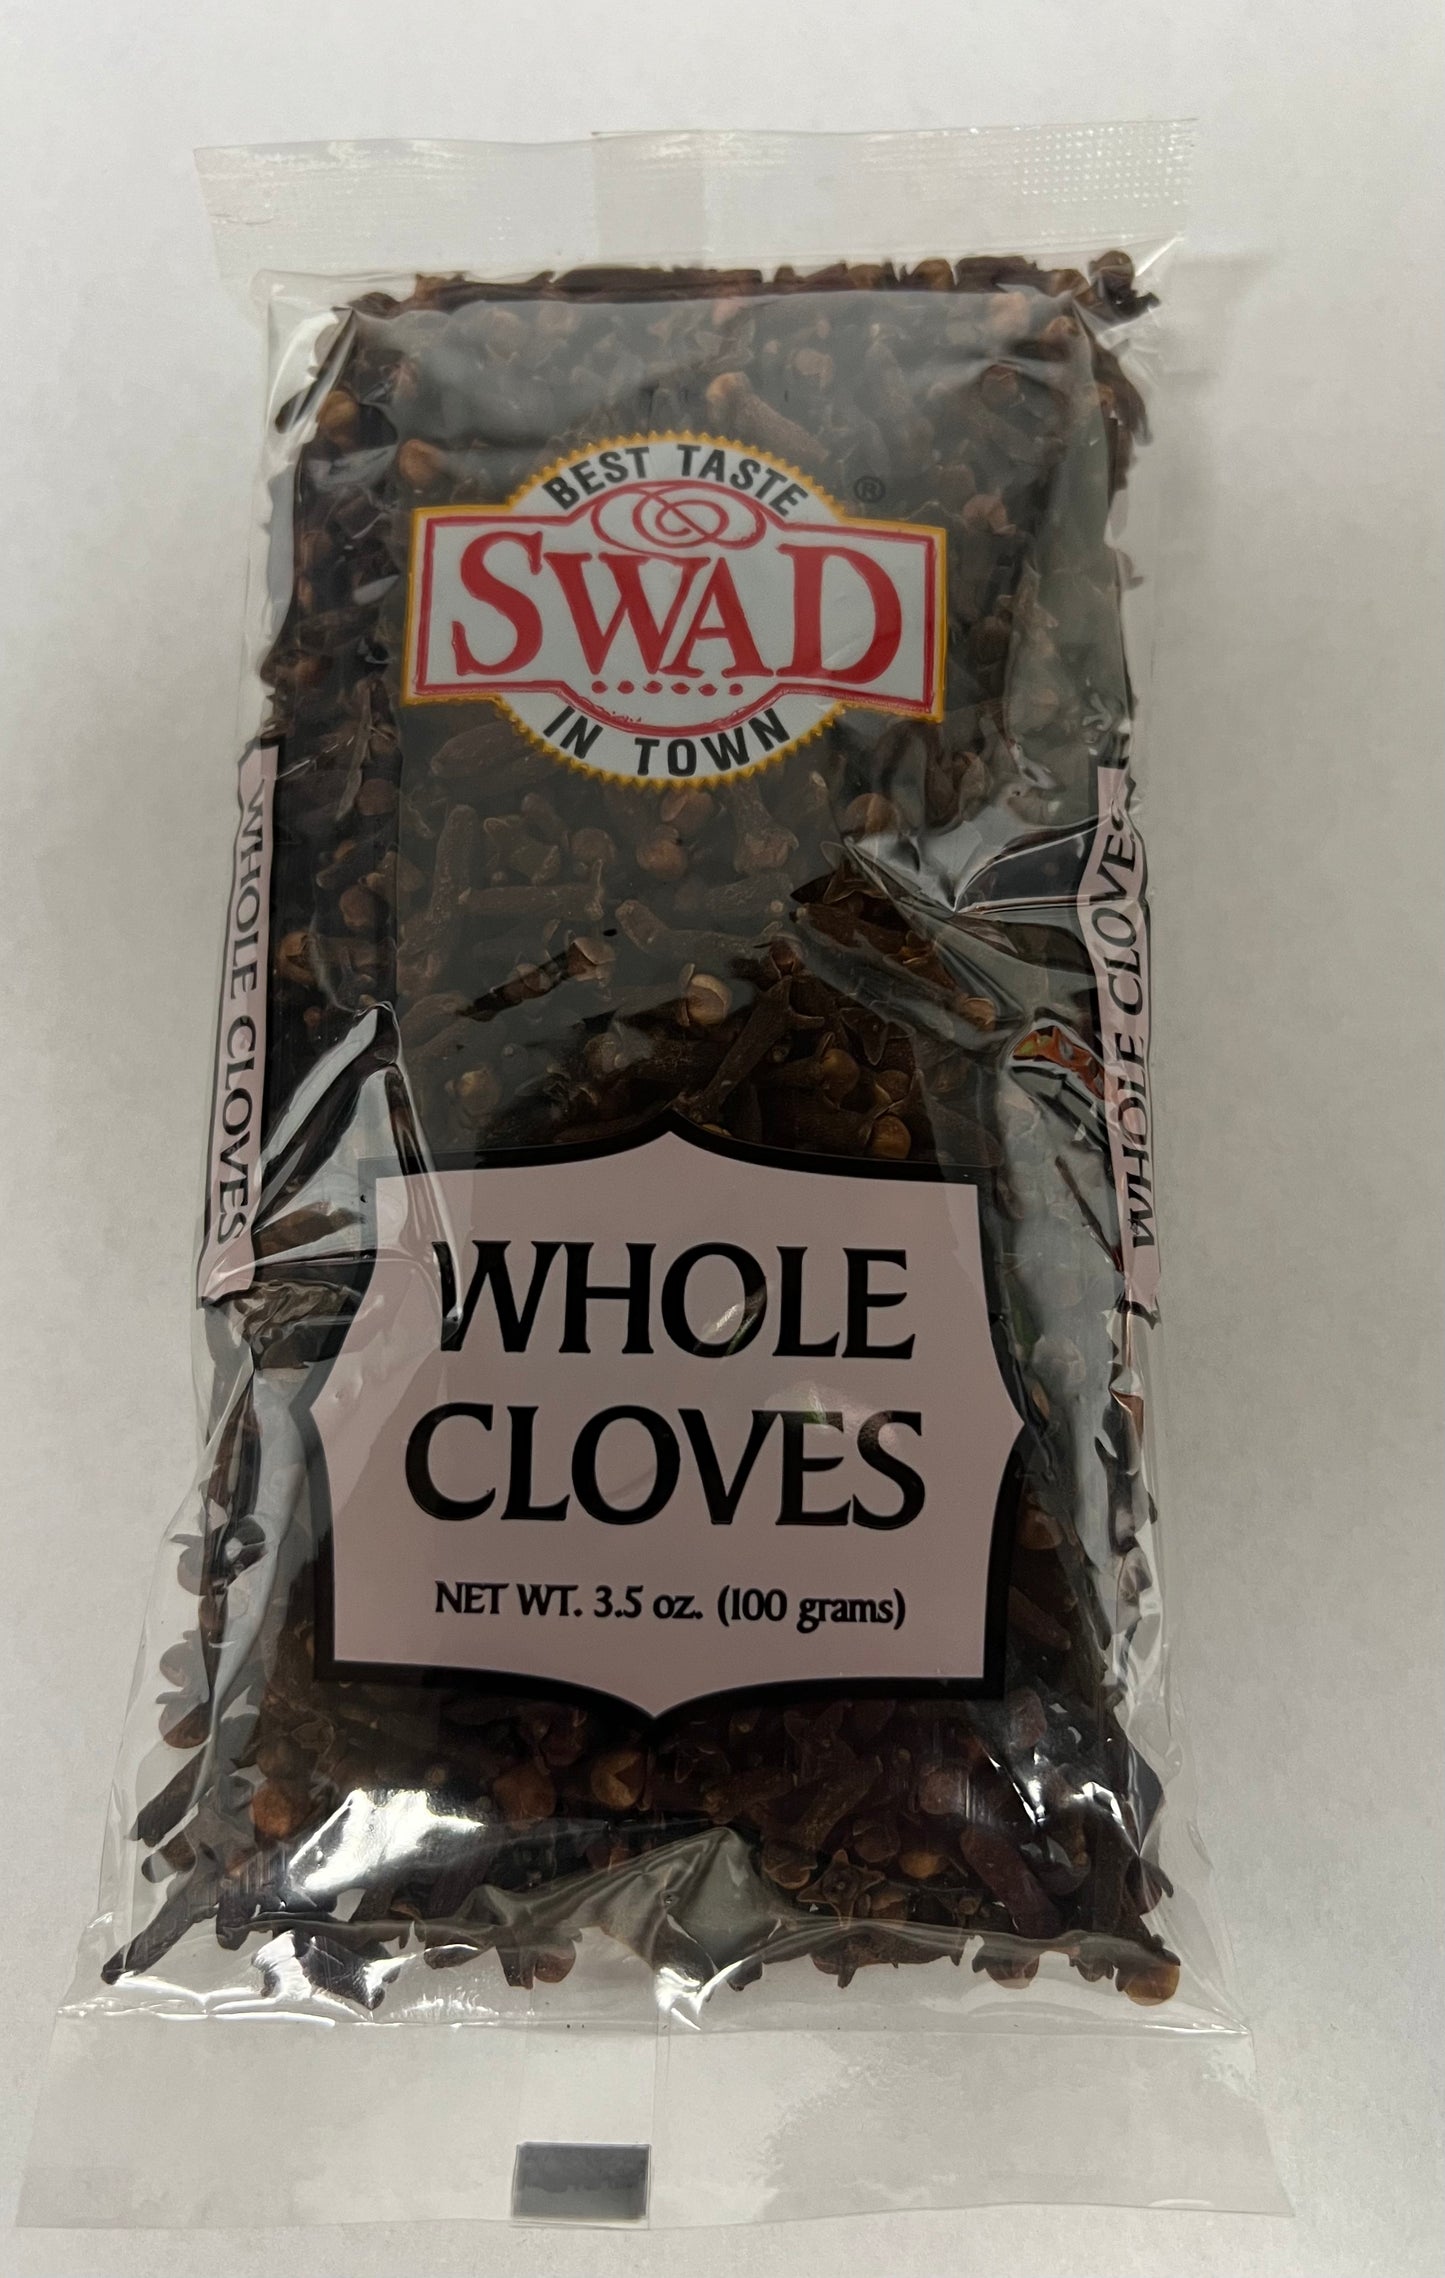 BEST TASTE
®
SWAD
IN TOWN
WHOLE CLOVES
WHOLE CLOVES
WHOLE
CLOVES
NET WT. 3.5 oz. (100 grams)